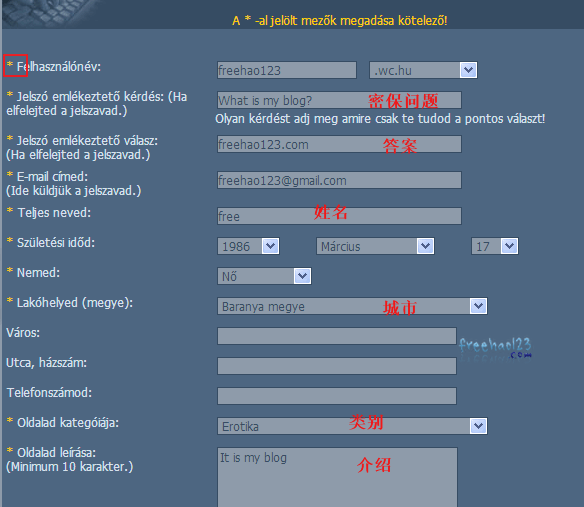 A * -al jelölt mezők megadása kötelező!
* Felhasználónév: freehao123 .wc.hu
* Jelszó emlékeztető kérdés: (Ha elfelejted a jelszavad.) What is my blog? 密保问题
Olyan kérdést adj meg amire csak te tudod a pontos választ!
* Jelszó emlékeztető válasz:
(Ha elfelejted a jelszavad.) freehao123.com 答案
* E-mail címed:
(Ide küldjük a jelszavad.) freehao123@gmail.com
* Teljes neved: free 姓名
* Születési időd: 1986 Március 17
* Nemed: Nő
* Lakóhelyed (megye): Baranya megye 城市
Város:
freehao123
.com
Utca, házszám:
Telefonszámod:
* Oldalad kategóiája: Erotika 类别
* Oldalad leírása:
(Minimum 10 karakter.) It is my blog 介绍